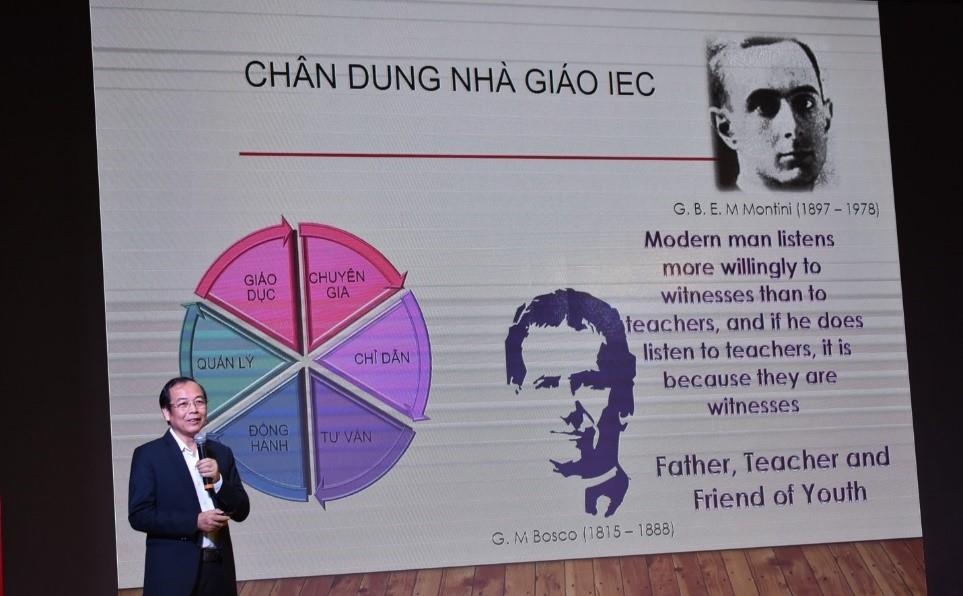 CHÂN DUNG NHÀ GIÁO IEC
G. B. E. M Montini (1897 – 1978)
Modern man listens
more willingly to
witnesses than to
teachers, and if he does
listen to teachers, it is
because they are
witnesses
GIÁO
DỤC
CHUYÊN
GIA
QUẢN LÝ
CHỈ DẪN
ĐỒNG
HÀNH
TƯ VẤN
Father, Teacher and
Friend of Youth
G. M Bosco (1815 – 1888)